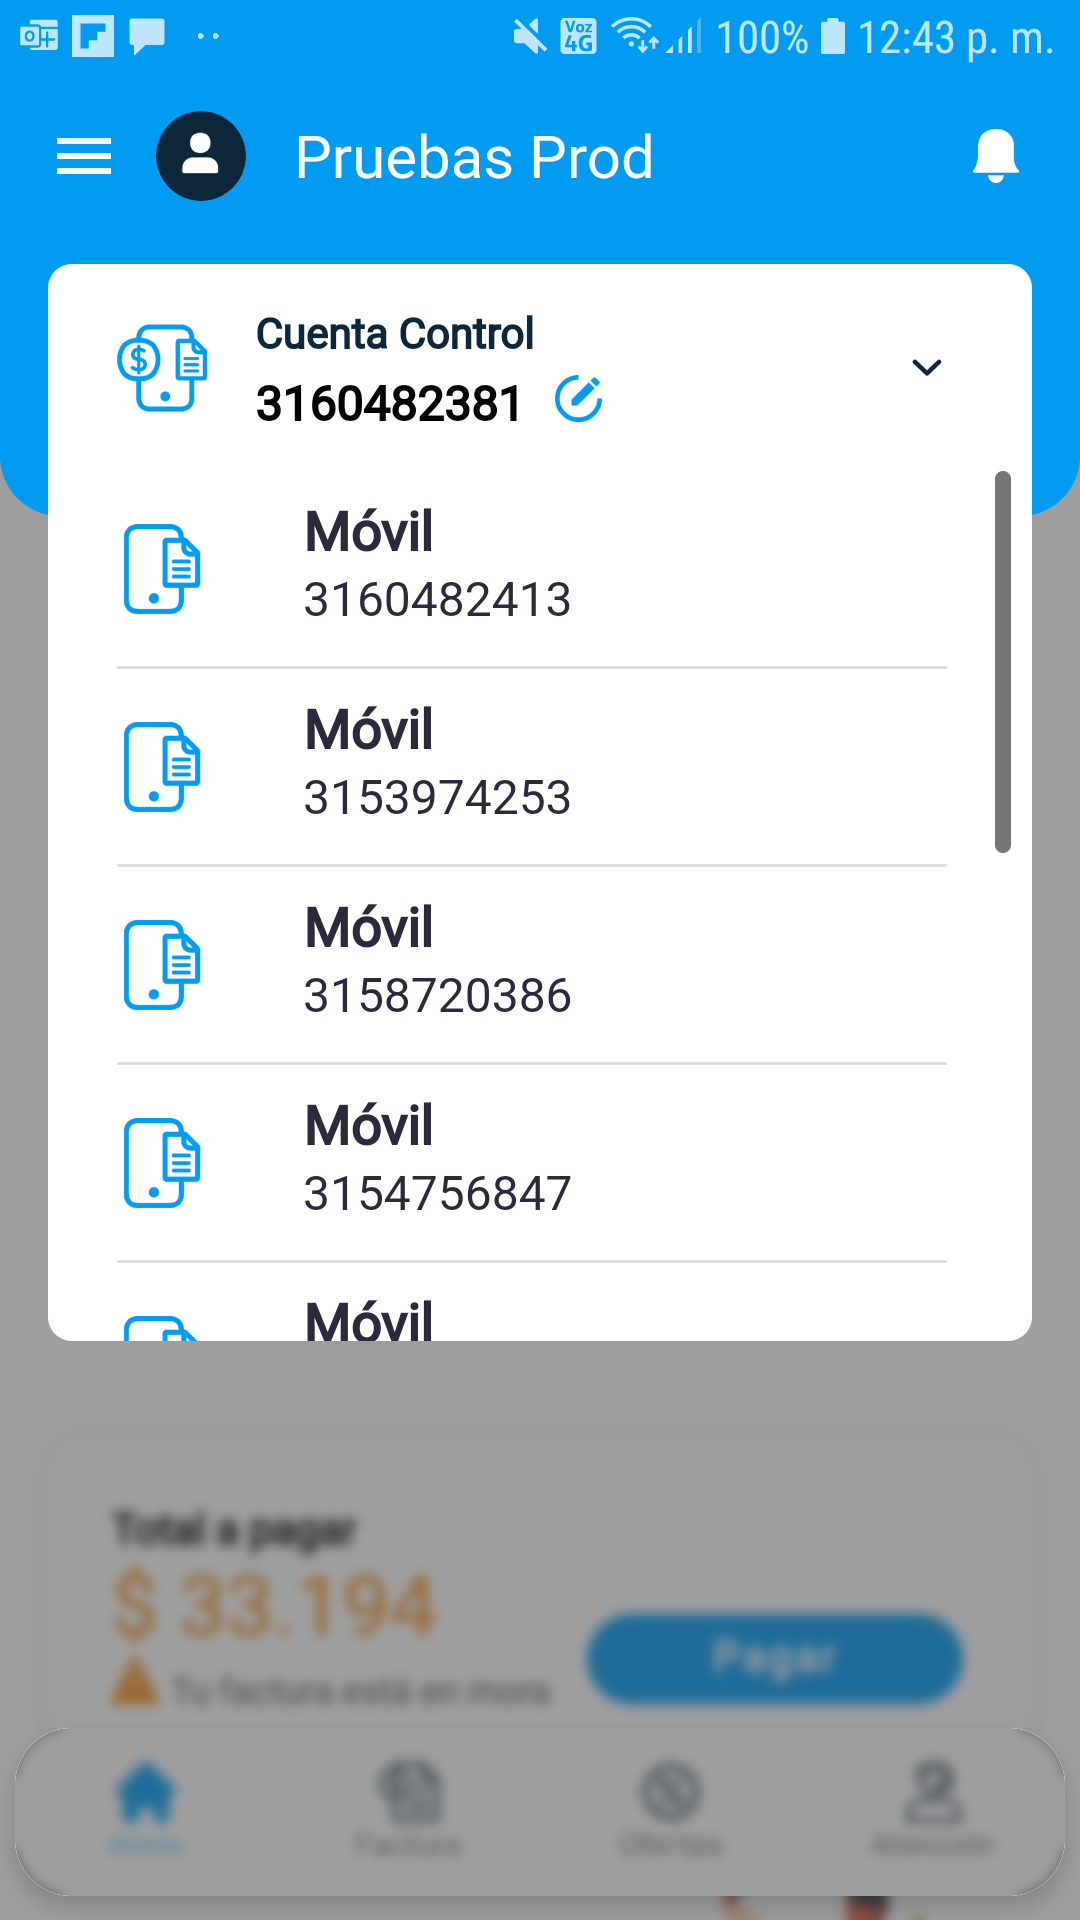 Voz 4G 100% 12:43 p. m.
Pruebas Prod
Cuenta Control
3160482381
Móvil
3160482413
Móvil
3153974253
Móvil
3158720386
Móvil
3154756847
Móvil
Total a pagar
$ 33.194
Tu factura está en mora
Pagar
Inicio Factura Ofertas Atención